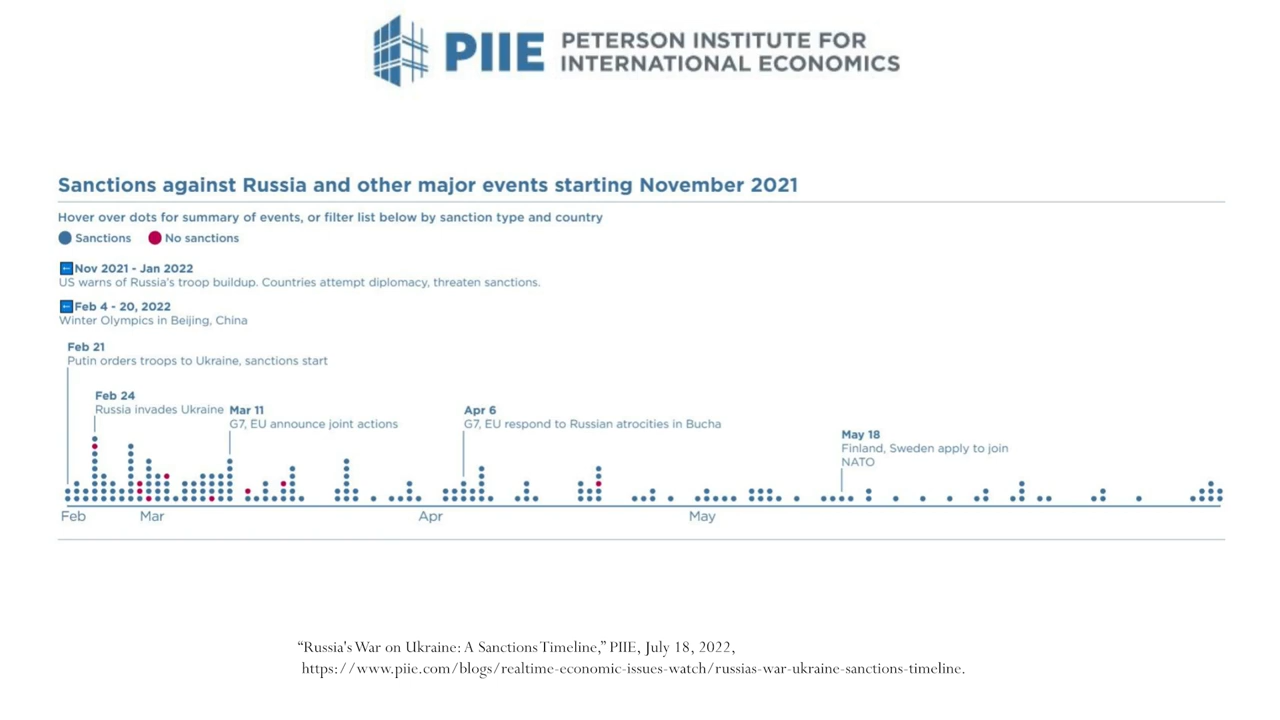 PIIE
PETERSON INSTITUTE FOR
INTERNATIONAL ECONOMICS
Sanctions against Russia and other major events starting November 2021
Hover over dots for summary of events, or filter list below by sanction type and country
Sanctions No sanctions
Nov 2021 - Jan 2022
US warns of Russia's troop buildup. Countries attempt diplomacy, threaten sanctions.
Feb 4 - 20, 2022
Winter Olympics in Beijing, China
Feb 21
Putin orders troops to Ukraine, sanctions start
Feb 24
Russia invades Ukraine
Mar 11
G7, EU announce joint actions
Apr 6
G7, EU respond to Russian atrocities in Bucha
May 18
Finland, Sweden apply to join
NATO
Feb Mar Apr May
“Russia's War on Ukraine: A Sanctions Timeline,” PIIE, July 18, 2022,
https://www.piie.com/blogs/realtime-economic-issues-watch/russias-war-ukraine-sanctions-timeline.